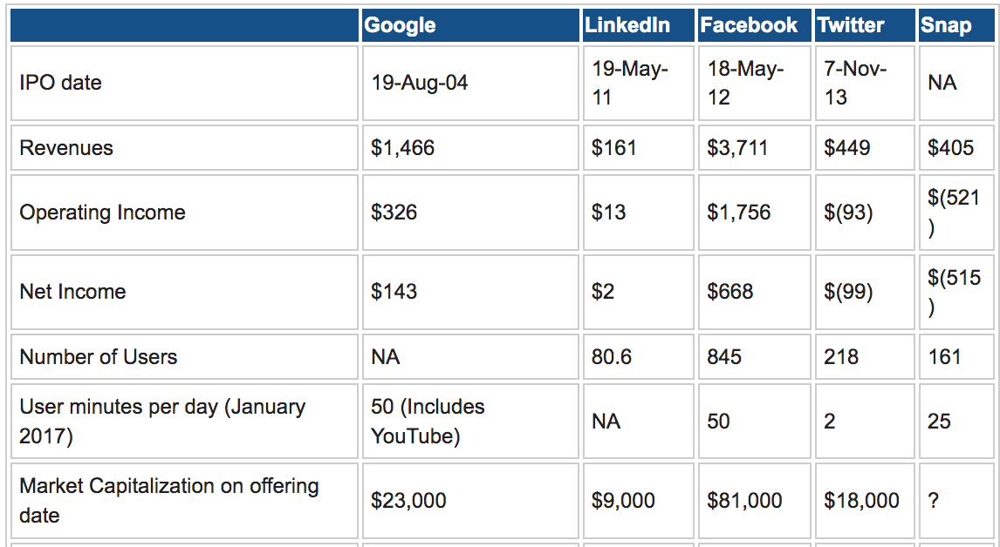 Google LinkedIn Facebook Twitter Snap
IPO date 19-Aug-04 19-May-11 18-May-12 7-Nov-13 NA
Revenues $1,466 $161 $3,711 $449 $405
Operating Income $326 $13 $1,756 $(93) $(521)
Net Income $143 $2 $668 $(99) $(515)
Number of Users NA 80.6 845 218 161
User minutes per day (January 2017) 50 (Includes YouTube) NA 50 2 25
Market Capitalization on offering date $23,000 $9,000 $81,000 $18,000 ?